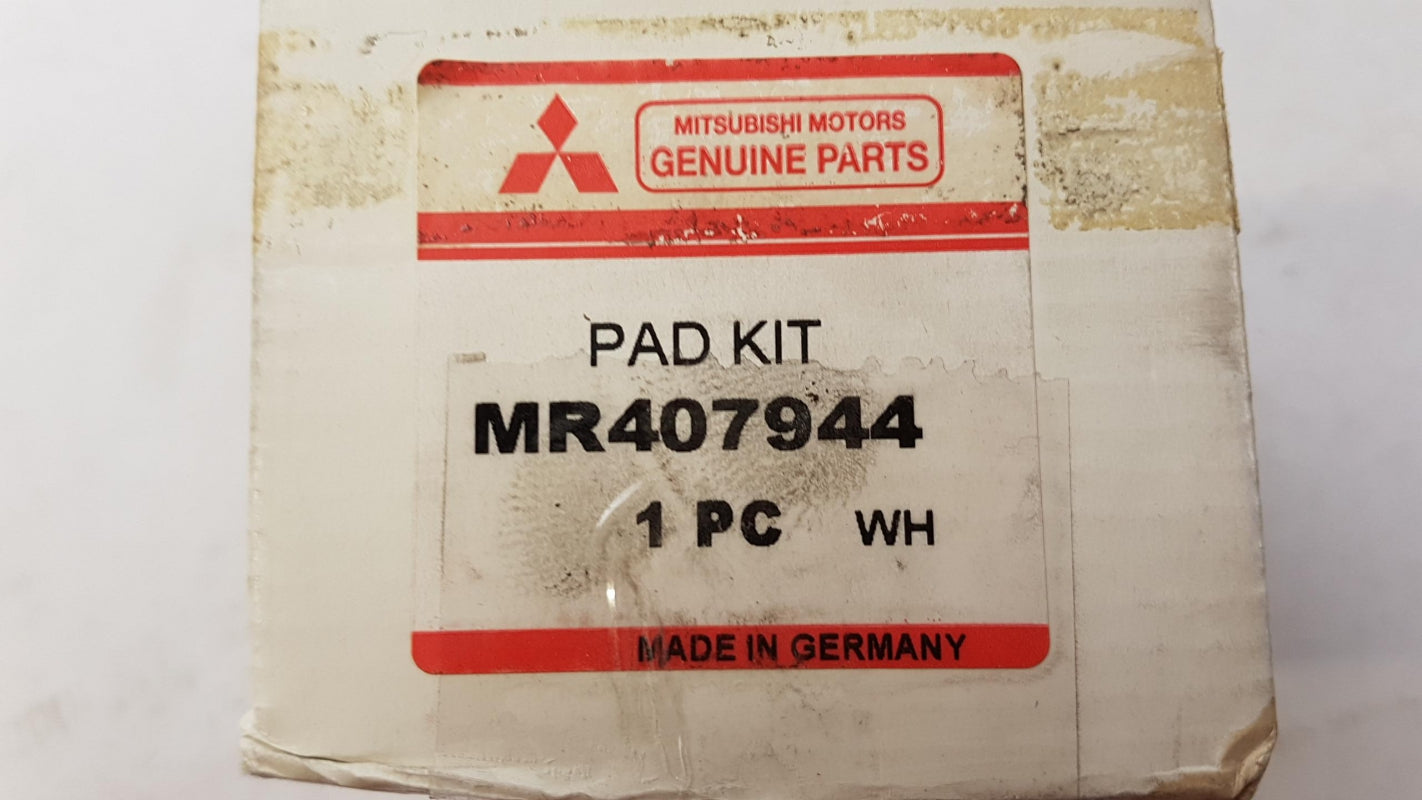 MITSUBISHI MOTORS
GENUINE PARTS
PAD KIT
MR407944
1 PC WH
MADE IN GERMANY